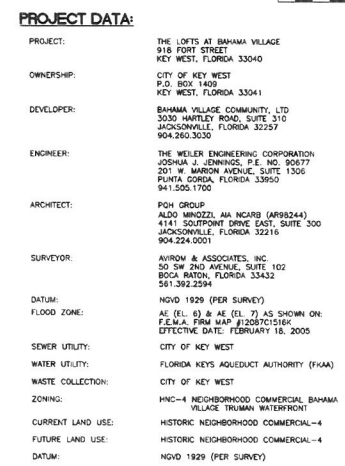 PROJECT DATA:
PROJECT: THE LOFTS AT BAHAMA VILLAGE
918 FORT STREET
KEY WEST, FLORIDA 33040
OWNERSHIP: CITY OF KEY WEST
P.O. BOX 1409
KEY WEST, FLORIDA 33041
DEVELOPER: BAHAMA VILLAGE COMMUNITY, LTD
3030 HARTLEY ROAD, SUITE 310
JACKSONVILLE, FLORIDA 32257
904.260.3030
ENGINEER: THE WEILER ENGINEERING CORPORATION
JOSHUA J. JENNINGS, P.E. NO. 90677
201 W. MARION AVENUE, SUITE 1306
PUNTA GORDA, FLORIDA 33950
941.505.1700
ARCHITECT: PQH GROUP
ALDO MINOZZI, AIA NCARB (AR98244)
4141 SOUTPOINT DRIVE EAST, SUITE 300
JACKSONVILLE, FLORIDA 32216
904.224.0001
SURVEYOR: AVIROM & ASSOCIATES, INC.
50 SW 2ND AVENUE, SUITE 102
BOCA RATON, FLORIDA 33432
561.392.2594
DATUM: NGVD 1929 (PER SURVEY)
FLOOD ZONE: AE (EL. 6) & AE (EL. 7) AS SHOWN ON:
F.E.M.A. FIRM MAP #12087C1516K
EFFECTIVE DATE: FEBRUARY 18, 2005
SEWER UTILITY: CITY OF KEY WEST
WATER UTILITY: FLORIDA KEYS AQUEDUCT AUTHORITY (FKAA)
WASTE COLLECTION: CITY OF KEY WEST
ZONING: HNC-4 NEIGHBORHOOD COMMERCIAL BAHAMA
VILLAGE TRUMAN WATERFRONT
CURRENT LAND USE: HISTORIC NEIGHBORHOOD COMMERCIAL-4
FUTURE LAND USE: HISTORIC NEIGHBORHOOD COMMERCIAL-4
DATUM: NGVD 1929 (PER SURVEY)